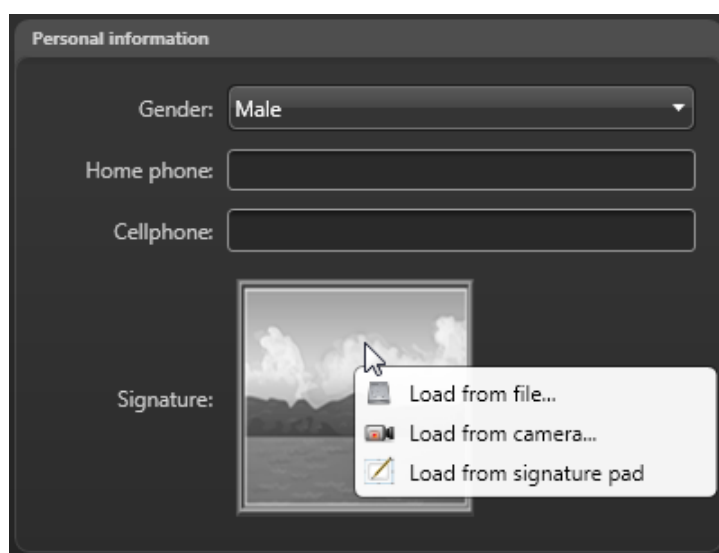 Personal information
Gender: Male
Home phone:
Cellphone:
Signature:
Load from file...
Load from camera...
Load from signature pad